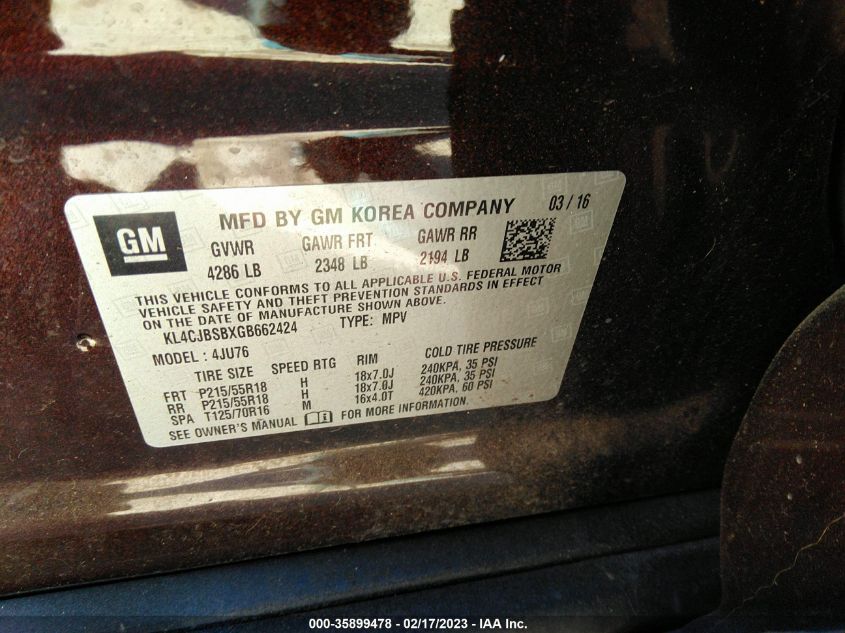 GM
MFD BY GM KOREA COMPANY 03 / 16
GVWR GAWR FRT GAWR RR
4286 LB 2348 LB 2194 LB
THIS VEHICLE CONFORMS TO ALL APPLICABLE U.S. FEDERAL MOTOR
VEHICLE SAFETY AND THEFT PREVENTION STANDARDS IN EFFECT
ON THE DATE OF MANUFACTURE SHOWN ABOVE.
KL4CJBSBXGB662424 TYPE: MPV
MODEL : 4JU76
TIRE SIZE SPEED RTG RIM COLD TIRE PRESSURE
FRT P215/55R18 H 18x7.0J 240KPA, 35 PSI
RR P215/55R18 H 18x7.0J 240KPA, 35 PSI
SPA T125/70R16 M 16x4.0T 420KPA, 60 PSI
SEE OWNER'S MANUAL FOR MORE INFORMATION.
000-35899478 - 02/17/2023 - IAA Inc.